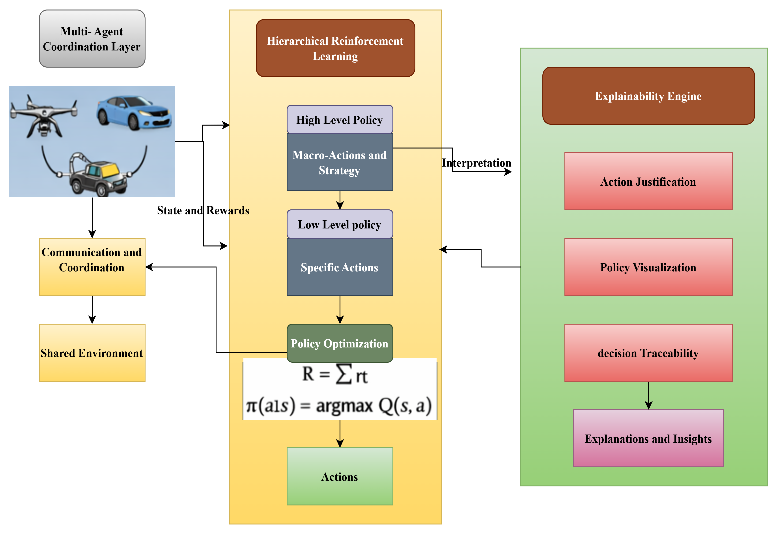 Multi- Agent
Coordination Layer
State and Rewards
Communication and
Coordination
Shared Environment
Hierarchical Reinforcement
Learning
High Level Policy
Macro-Actions and
Strategy
Low Level policy
Specific Actions
Policy Optimization
R = ∑ rt
π(a|s) = argmax Q(s, a)
Actions
Interpretation
Explainability Engine
Action Justification
Policy Visualization
decision Traceability
Explanations and Insights